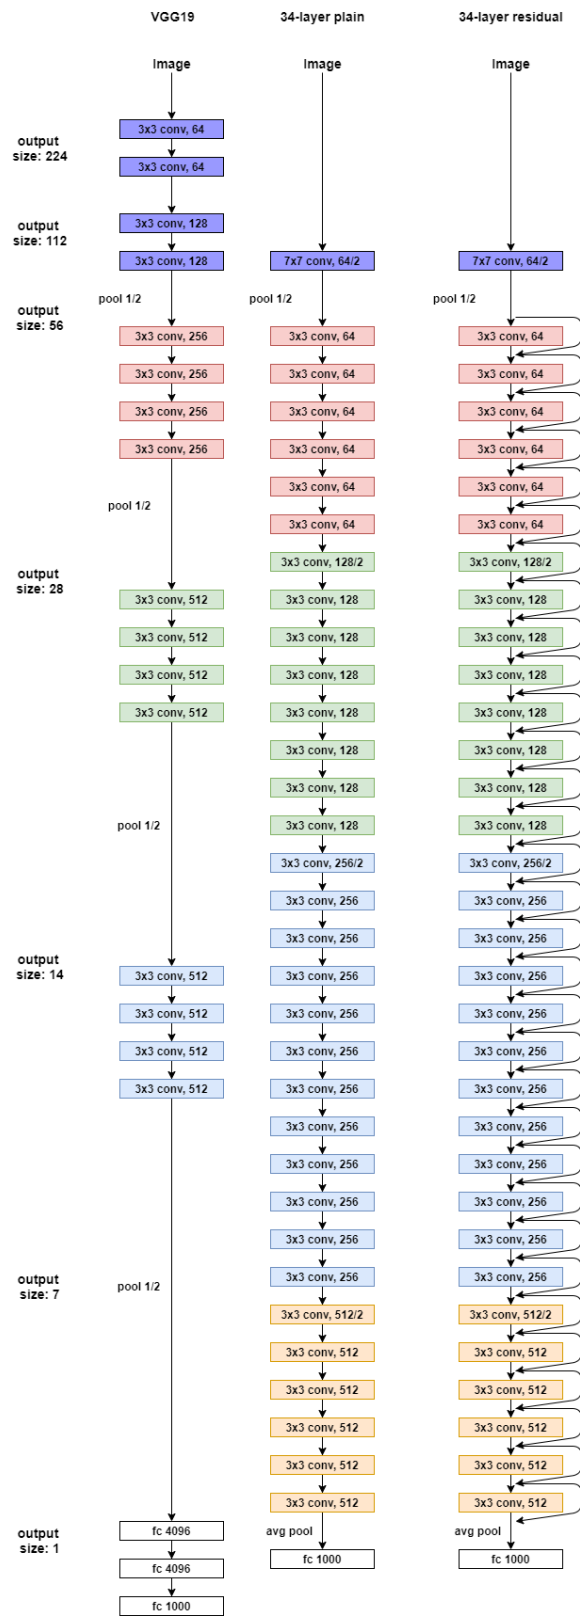 VGG19
34-layer plain
34-layer residual
Image
Image
Image
output
size: 224
3x3 conv, 64
3x3 conv, 64
output
size: 112
3x3 conv, 128
3x3 conv, 128
7x7 conv, 64/2
7x7 conv, 64/2
pool 1/2
pool 1/2
pool 1/2
output
size: 56
3x3 conv, 256
3x3 conv, 64
3x3 conv, 64
3x3 conv, 256
3x3 conv, 64
3x3 conv, 64
3x3 conv, 256
3x3 conv, 64
3x3 conv, 64
3x3 conv, 256
3x3 conv, 64
3x3 conv, 64
3x3 conv, 64
3x3 conv, 64
pool 1/2
3x3 conv, 64
3x3 conv, 64
3x3 conv, 128/2
3x3 conv, 128/2
output
size: 28
3x3 conv, 512
3x3 conv, 128
3x3 conv, 128
3x3 conv, 512
3x3 conv, 128
3x3 conv, 128
3x3 conv, 512
3x3 conv, 128
3x3 conv, 128
3x3 conv, 512
3x3 conv, 128
3x3 conv, 128
3x3 conv, 128
3x3 conv, 128
3x3 conv, 128
3x3 conv, 128
pool 1/2
3x3 conv, 128
3x3 conv, 128
3x3 conv, 256/2
3x3 conv, 256/2
3x3 conv, 256
3x3 conv, 256
3x3 conv, 256
3x3 conv, 256
output
size: 14
3x3 conv, 512
3x3 conv, 256
3x3 conv, 256
3x3 conv, 512
3x3 conv, 256
3x3 conv, 256
3x3 conv, 512
3x3 conv, 256
3x3 conv, 256
3x3 conv, 512
3x3 conv, 256
3x3 conv, 256
3x3 conv, 256
3x3 conv, 256
3x3 conv, 256
3x3 conv, 256
3x3 conv, 256
3x3 conv, 256
3x3 conv, 256
3x3 conv, 256
output
size: 7
pool 1/2
3x3 conv, 256
3x3 conv, 256
3x3 conv, 512/2
3x3 conv, 512/2
3x3 conv, 512
3x3 conv, 512
3x3 conv, 512
3x3 conv, 512
3x3 conv, 512
3x3 conv, 512
3x3 conv, 512
3x3 conv, 512
3x3 conv, 512
3x3 conv, 512
output
size: 1
fc 4096
avg pool
avg pool
fc 4096
fc 1000
fc 1000
fc 1000